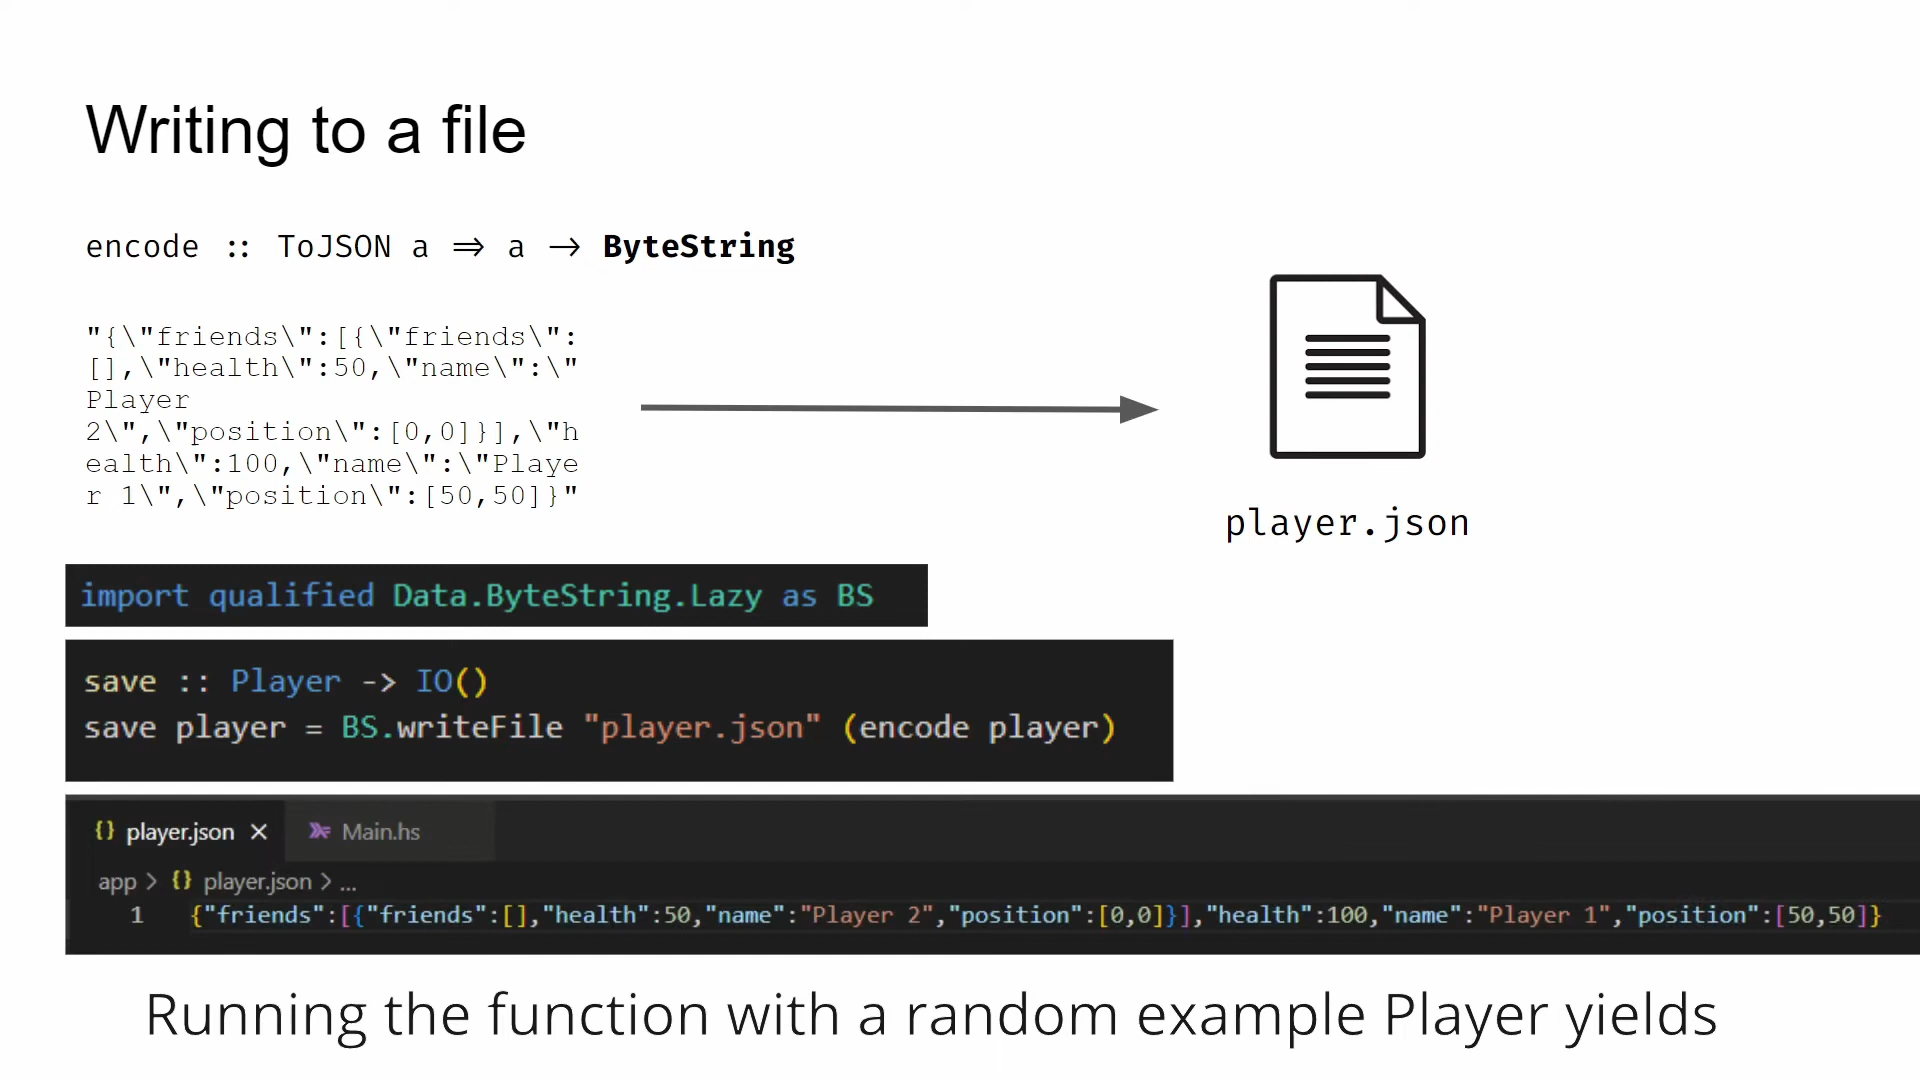 Writing to a file
encode :: ToJSON a => a -> ByteString
"{\"friends\":[{\"friends\":
[],\"health\":50,\"name\":\"
Player
2\",\"position\":[0,0]}],\"h
ealth\":100,\"name\":\"Playe
r 1\",\"position\":[50,50]}"
player.json
import qualified Data.ByteString.Lazy as BS
save :: Player -> IO()
save player = BS.writeFile "player.json" (encode player)
{} player.json × Main.hs
app > {} player.json > ...
1 {"friends":[{"friends":[],"health":50,"name":"Player 2","position":[0,0]}],"health":100,"name":"Player 1","position":[50,50]}
Running the function with a random example Player yields